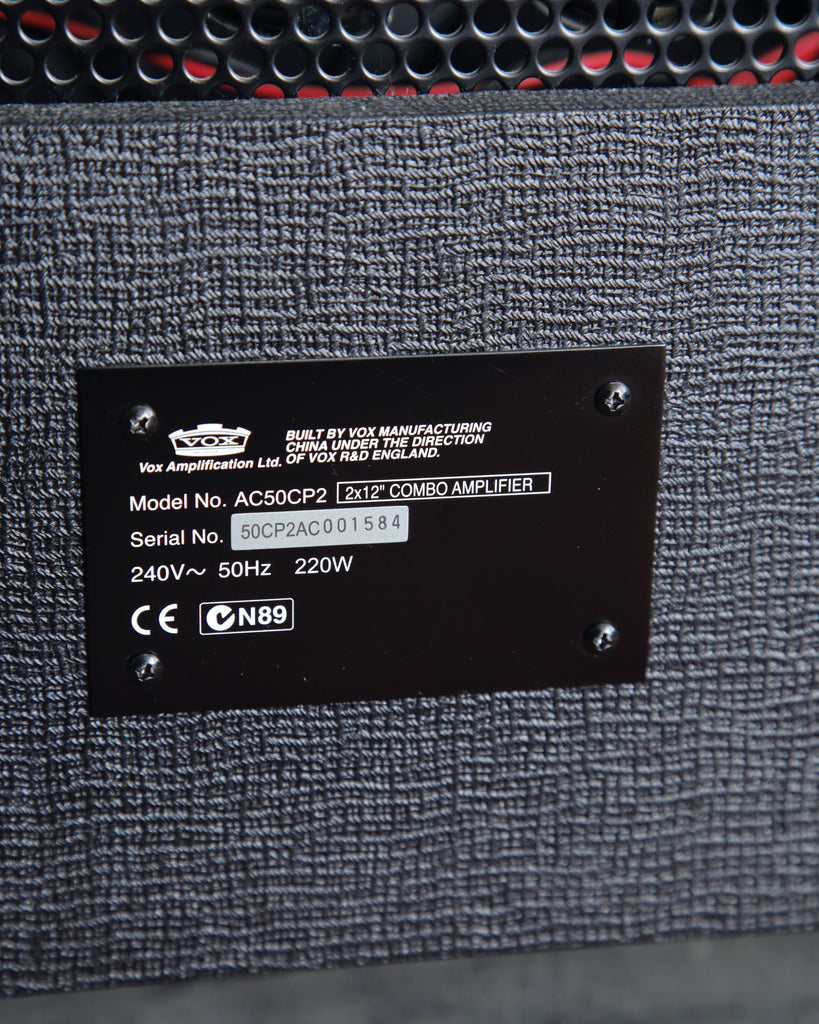 VOX
Vox Amplification Ltd.
BUILT BY VOX MANUFACTURING
CHINA UNDER THE DIRECTION
OF VOX R&D ENGLAND.
Model No. AC50CP2 2x12" COMBO AMPLIFIER
Serial No. 50CP2AC001584
240V～ 50Hz 220W
CE N89